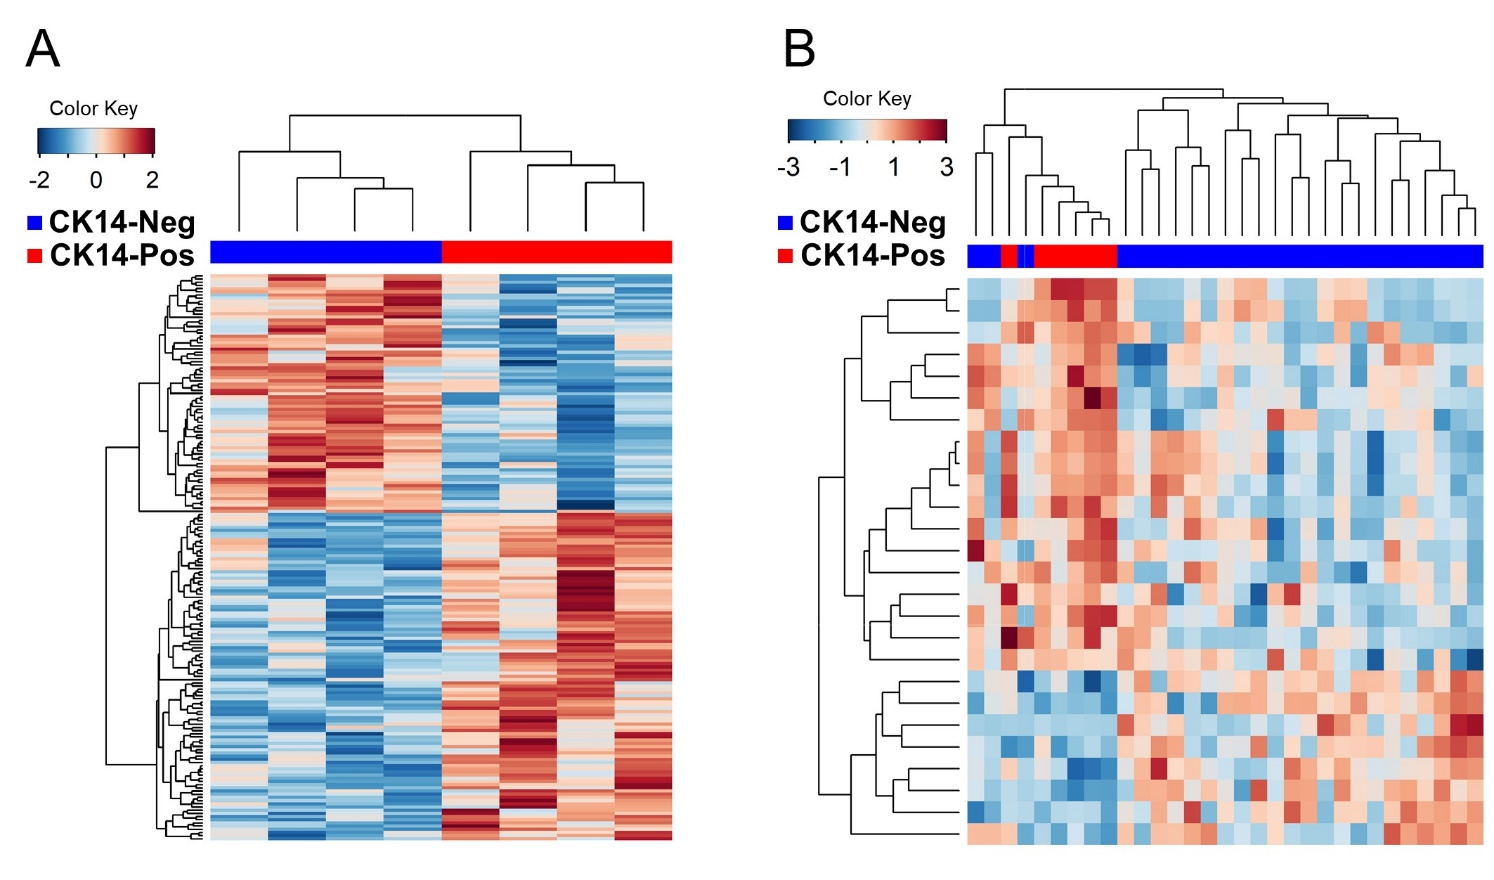 A
Color Key
-2 0 2
CK14-Neg
CK14-Pos
B
Color Key
-3 -1 1 3
CK14-Neg
CK14-Pos